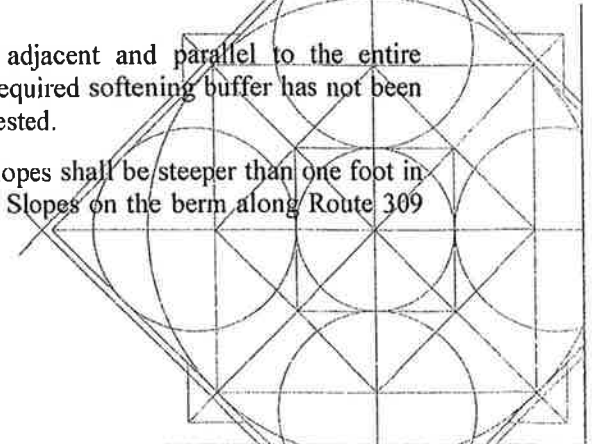 adjacent and parallel to the entire
equired softening buffer has not been
ested.
opes shall be steeper than one foot in
Slopes on the berm along Route 309